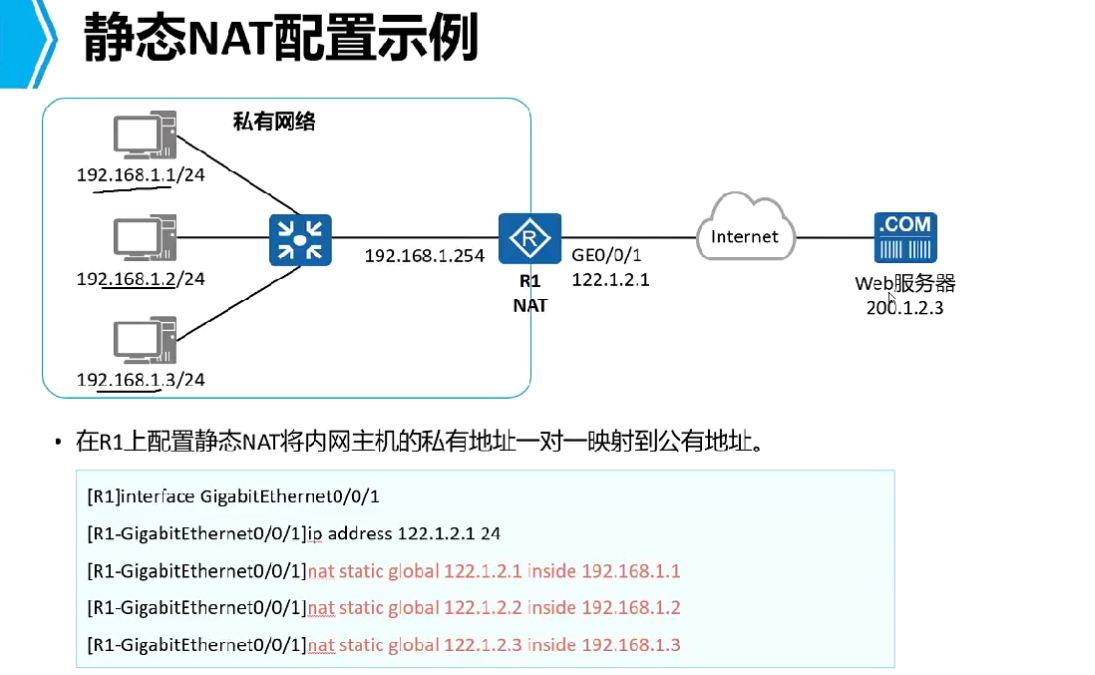 静态NAT配置示例
私有网络
192.168.1.1/24
192.168.1.2/24
192.168.1.3/24
192.168.1.254
R
R1
NAT
GE0/0/1
122.1.2.1
Internet
.COM
Web服务器
200.1.2.3
• 在R1上配置静态NAT将内网主机的私有地址一对一映射到公有地址。
[R1]interface GigabitEthernet0/0/1
[R1-GigabitEthernet0/0/1]ip address 122.1.2.1 24
[R1-GigabitEthernet0/0/1]nat static global 122.1.2.1 inside 192.168.1.1
[R1-GigabitEthernet0/0/1]nat static global 122.1.2.2 inside 192.168.1.2
[R1-GigabitEthernet0/0/1]nat static global 122.1.2.3 inside 192.168.1.3